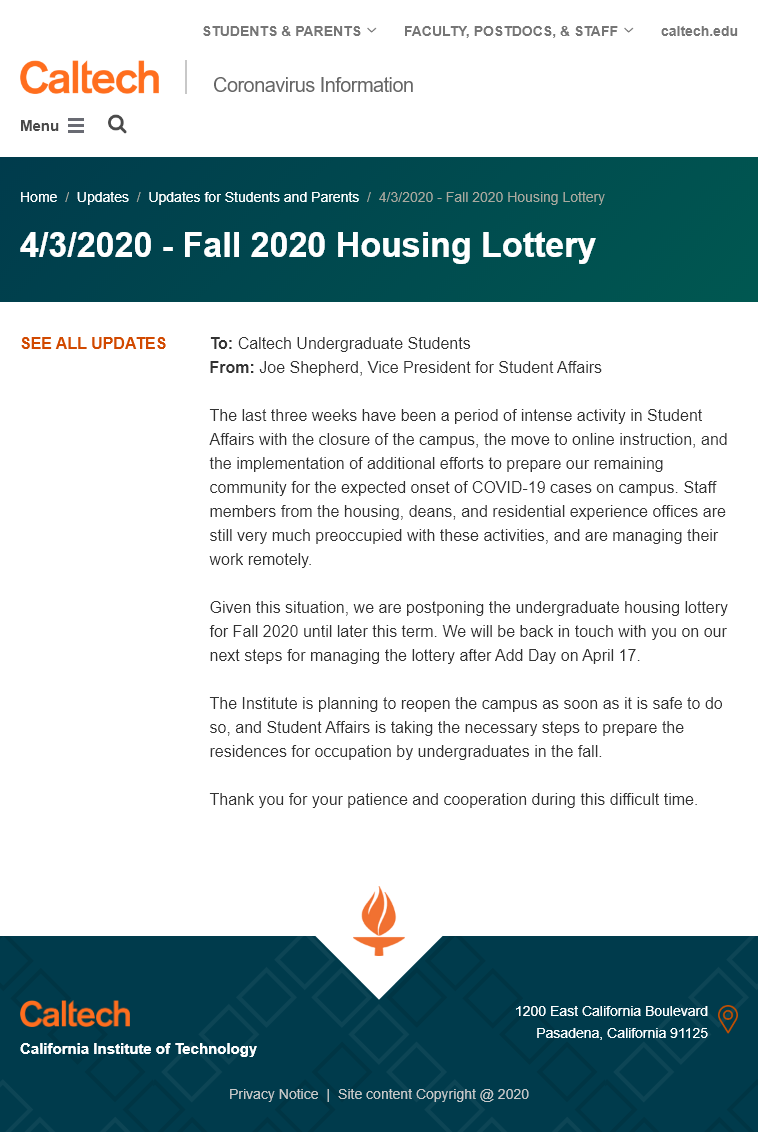 STUDENTS & PARENTS
FACULTY, POSTDOCS, & STAFF
caltech.edu
Caltech
Coronavirus Information
Menu
Home / Updates / Updates for Students and Parents / 4/3/2020 - Fall 2020 Housing Lottery
4/3/2020 - Fall 2020 Housing Lottery
SEE ALL UPDATES
To: Caltech Undergraduate Students
From: Joe Shepherd, Vice President for Student Affairs
The last three weeks have been a period of intense activity in Student
Affairs with the closure of the campus, the move to online instruction, and
the implementation of additional efforts to prepare our remaining
community for the expected onset of COVID-19 cases on campus. Staff
members from the housing, deans, and residential experience offices are
still very much preoccupied with these activities, and are managing their
work remotely.
Given this situation, we are postponing the undergraduate housing lottery
for Fall 2020 until later this term. We will be back in touch with you on our
next steps for managing the lottery after Add Day on April 17.
The Institute is planning to reopen the campus as soon as it is safe to do
so, and Student Affairs is taking the necessary steps to prepare the
residences for occupation by undergraduates in the fall.
Thank you for your patience and cooperation during this difficult time.
Caltech
California Institute of Technology
1200 East California Boulevard
Pasadena, California 91125
Privacy Notice | Site content Copyright @ 2020